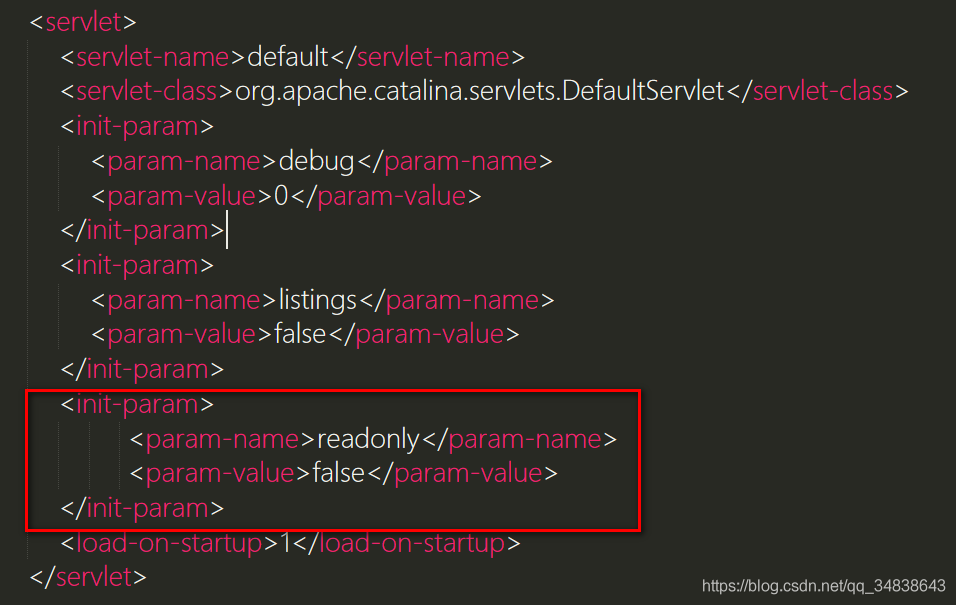 <servlet>
<servlet-name>default</servlet-name>
<servlet-class>org.apache.catalina.servlets.DefaultServlet</servlet-class>
<init-param>
<param-name>debug</param-name>
<param-value>0</param-value>
</init-param>
<init-param>
<param-name>listings</param-name>
<param-value>false</param-value>
</init-param>
<init-param>
<param-name>readonly</param-name>
<param-value>false</param-value>
</init-param>
<load-on-startup>1</load-on-startup>
</servlet>
https://blog.csdn.net/qq_34838643